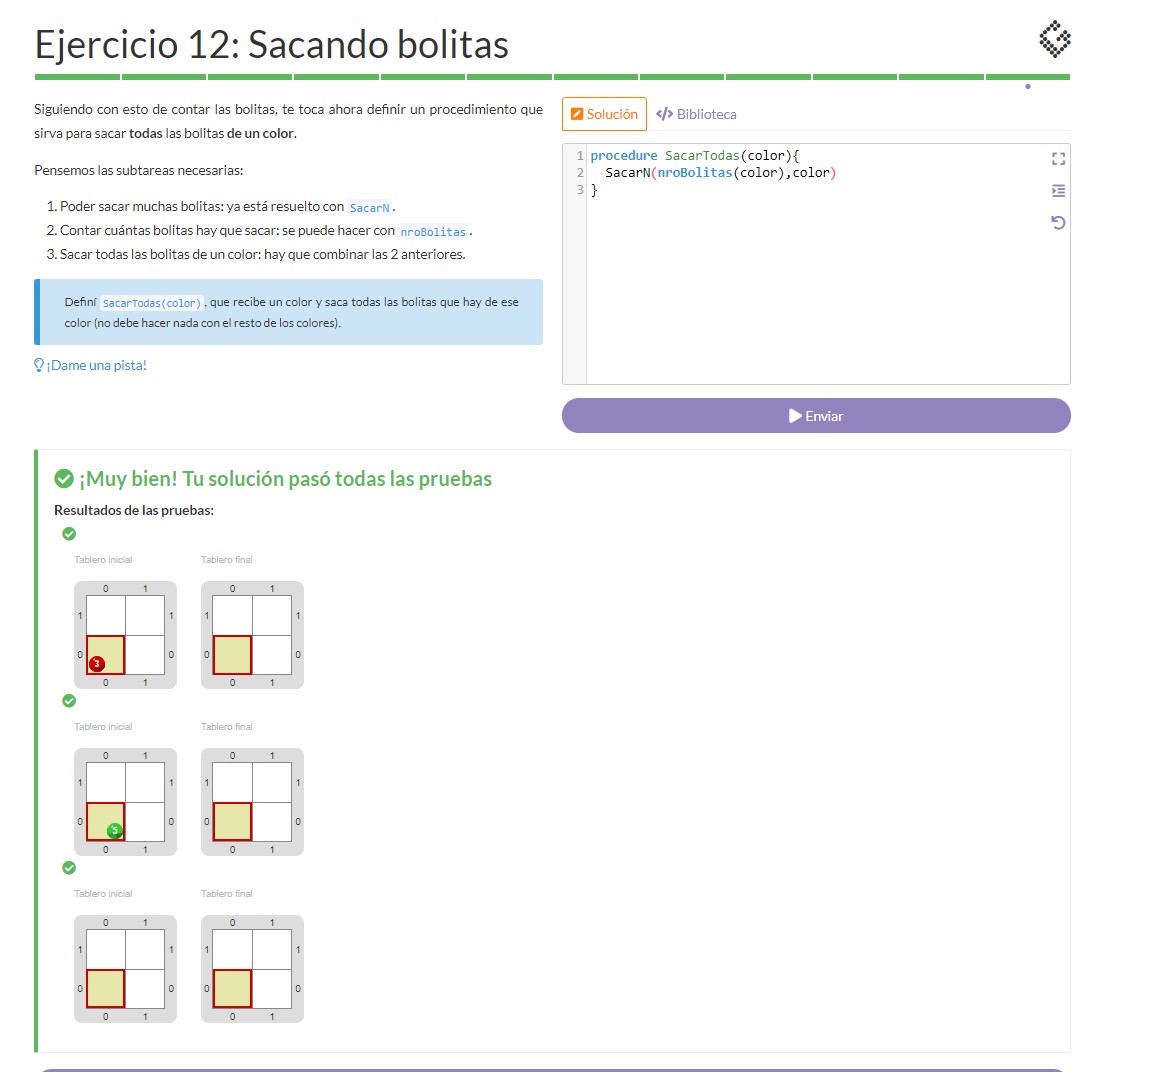 Ejercicio 12: Sacando bolitas
Siguiendo con esto de contar las bolitas, te toca ahora definir un procedimiento que
sirva para sacar todas las bolitas de un color.
Pensemos las subtareas necesarias:
1. Poder sacar muchas bolitas: ya está resuelto con SacarN.
2. Contar cuántas bolitas hay que sacar: se puede hacer con nroBolitas.
3. Sacar todas las bolitas de un color: hay que combinar las 2 anteriores.
Definí SacarTodas(color), que recibe un color y saca todas las bolitas que hay de ese
color (no debe hacer nada con el resto de los colores).
¡Dame una pista!
Solución
</> Biblioteca
1 procedure SacarTodas(color){
2 SacarN(nroBolitas(color),color)
3 }
Enviar
¡Muy bien! Tu solución pasó todas las pruebas
Resultados de las pruebas:
Tablero inicial Tablero final
0 1 0 1
1 1 1 1
0 3 0 0 0
0 1 0 1
Tablero inicial Tablero final
0 1 0 1
1 1 1 1
0 5 0 0 0
0 1 0 1
Tablero inicial Tablero final
0 1 0 1
1 1 1 1
0 0 0 0
0 1 0 1